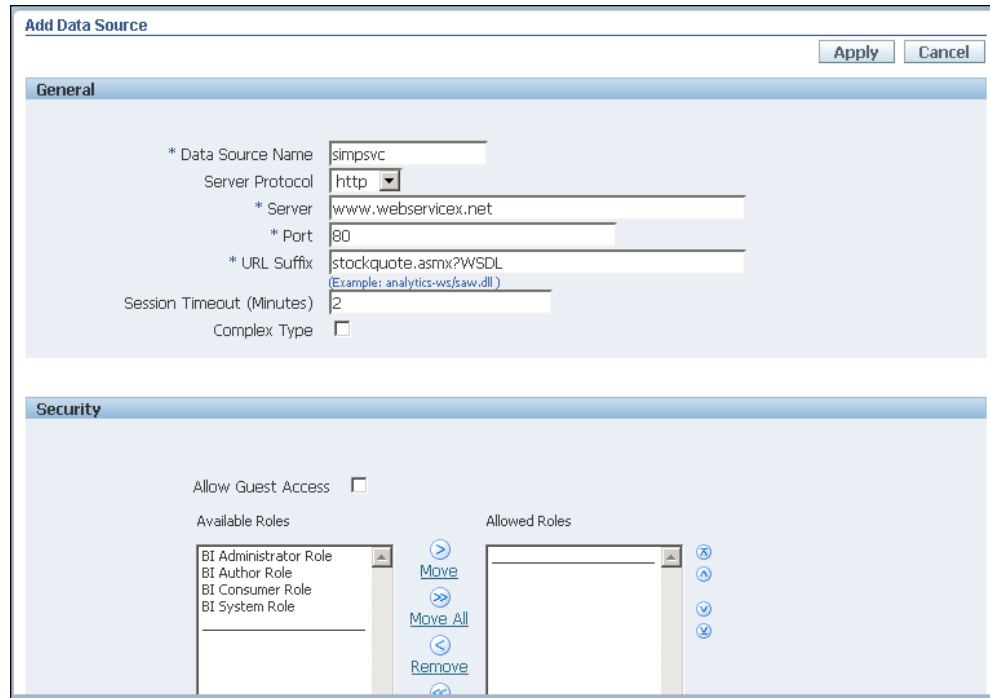 Add Data Source
Apply Cancel
General
* Data Source Name simpsvc
Server Protocol http
* Server www.webservicex.net
* Port 80
* URL Suffix stockquote.asmx?WSDL
(Example: analytics-ws/saw.dll )
Session Timeout (Minutes) 2
Complex Type
Security
Allow Guest Access
Available Roles Allowed Roles
BI Administrator Role
BI Author Role
BI Consumer Role
BI System Role
Move
Move All
Remove